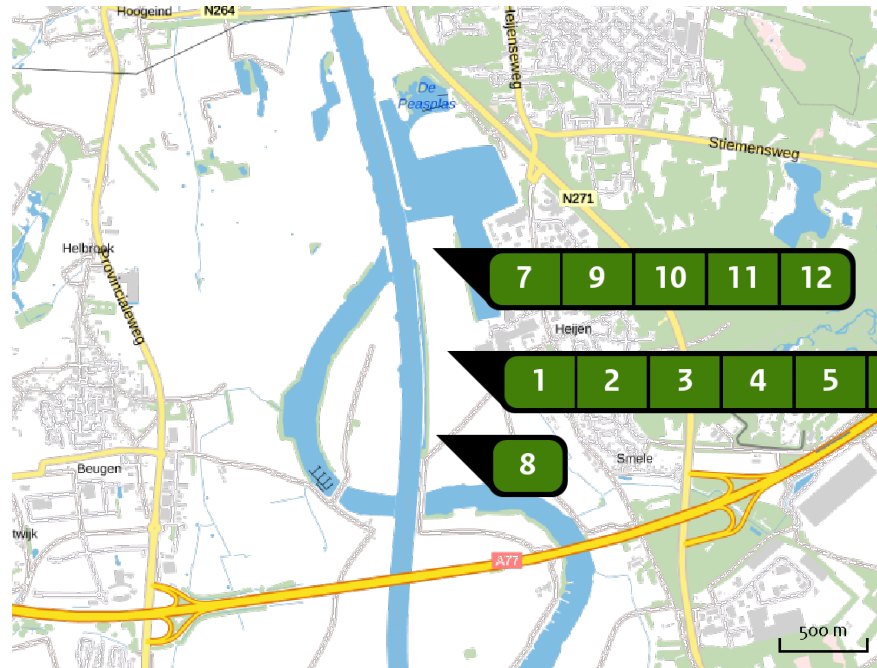 Hoogeind
N264
Heijenseweg
De
Peasplas
Stiemensweg
N271
Helbroek
Provincialeweg
7 9 10 11 12
Heijen
1 2 3 4 5
Beugen
Smele
8
twijk
A77
500 m